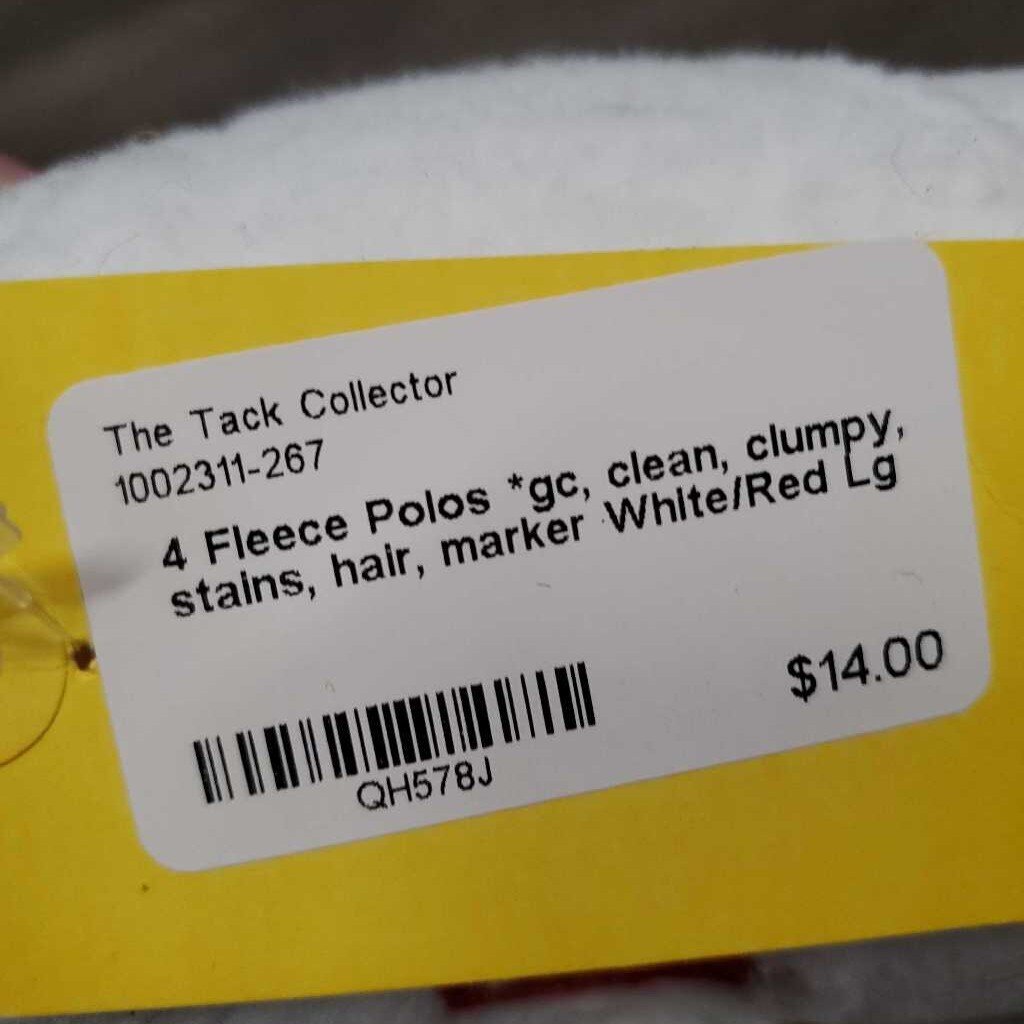 The Tack Collector
1002311-267
4 Fleece Polos *gc, clean, clumpy,
stains, hair, marker White/Red Lg
$14.00
QH578J